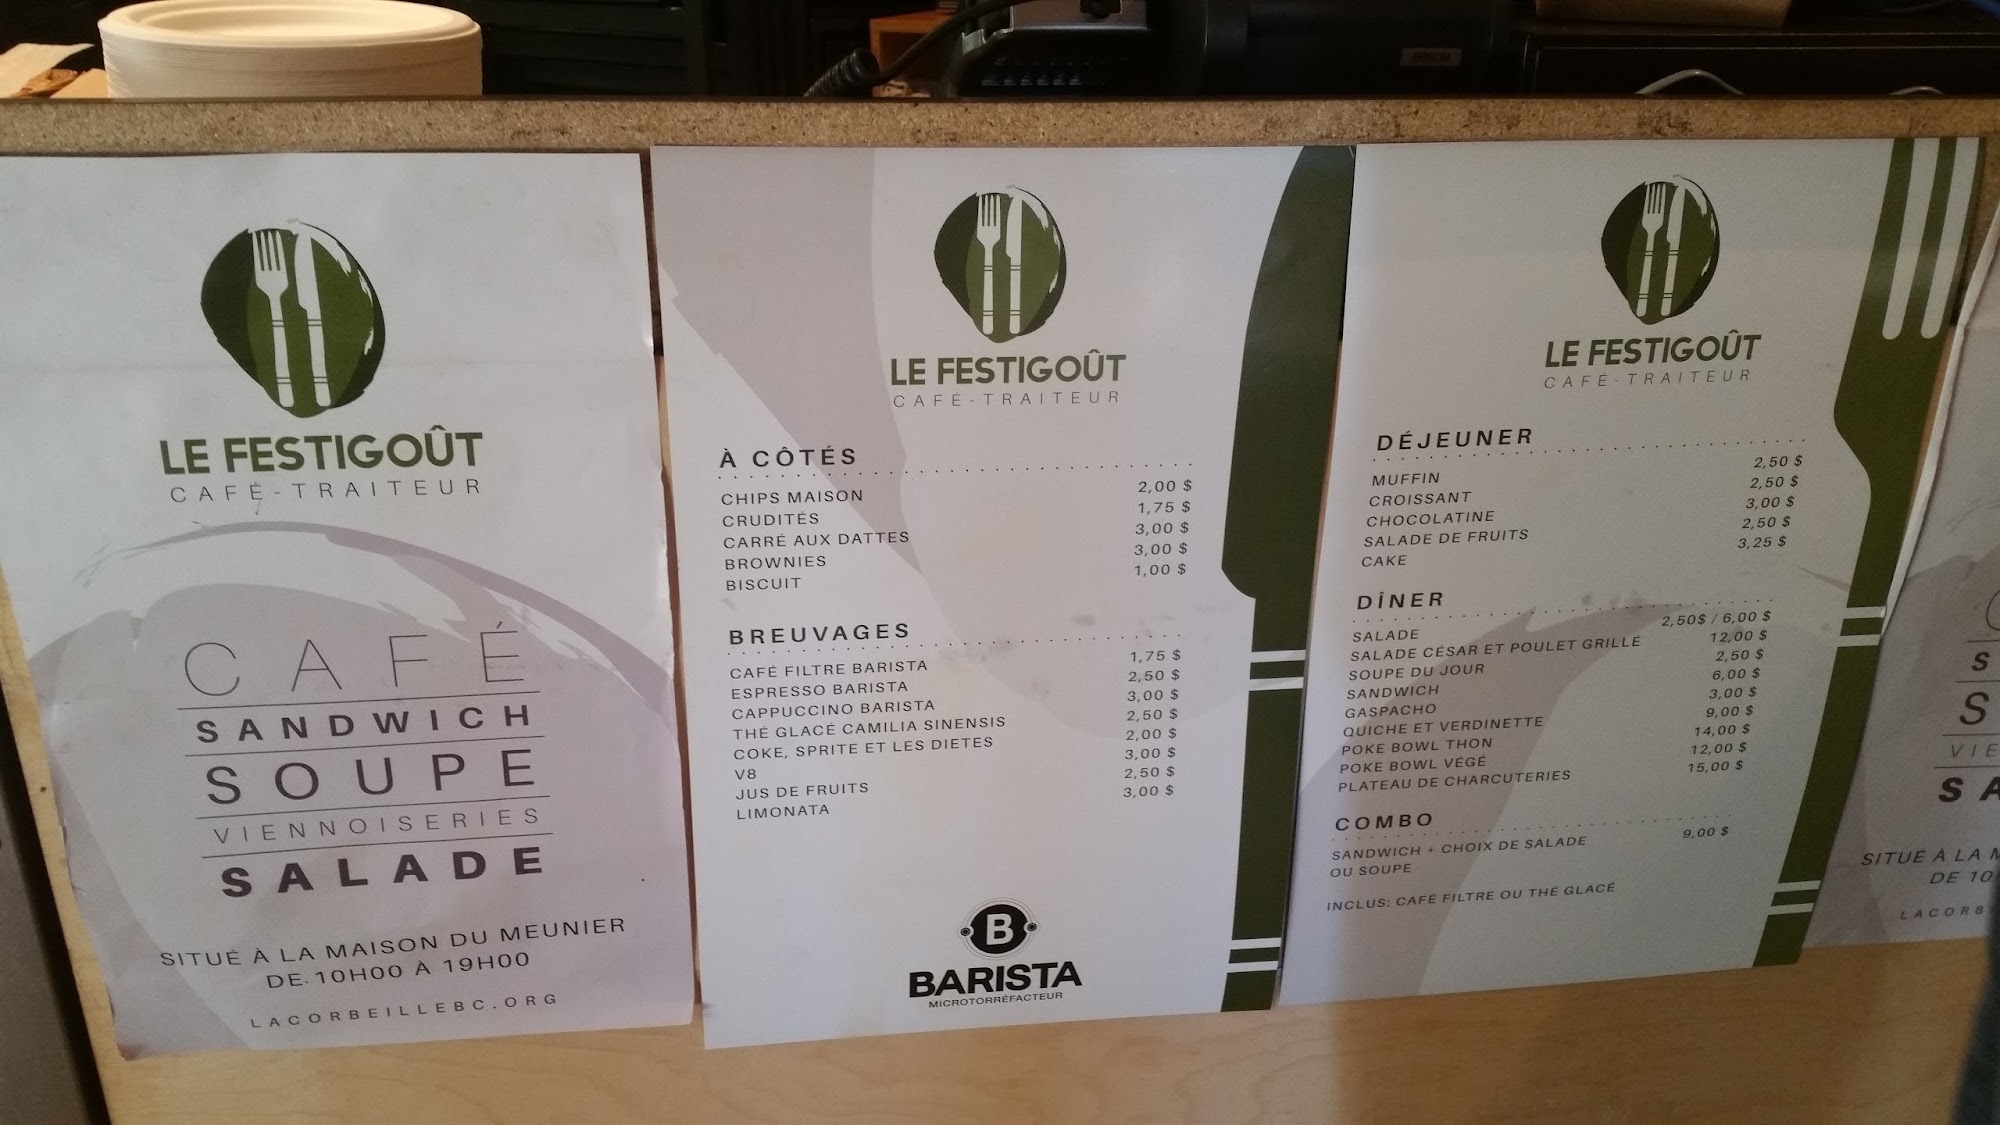 EPSON
LE FESTIGOÛT
CAFÉ-TRAITEUR
CAFÉ
SANDWICH
SOUPE
VIENNOISERIES
SALADE
SITUÉ À LA MAISON DU MEUNIER
DE 10H00 À 19H00
LACORBEILLEBC.ORG
LE FESTIGOÛT
CAFÉ-TRAITEUR
À CÔTÉS
CHIPS MAISON 2,00 $
CRUDITÉS 1,75 $
CARRÉ AUX DATTES 3,00 $
BROWNIES 3,00 $
BISCUIT 1,00 $
BREUVAGES
CAFÉ FILTRE BARISTA 1,75 $
ESPRESSO BARISTA 2,50 $
CAPPUCCINO BARISTA 3,00 $
THÉ GLACÉ CAMILIA SINENSIS 2,50 $
COKE, SPRITE ET LES DIETES 2,00 $
V8 3,00 $
JUS DE FRUITS 2,50 $
LIMONATA 3,00 $
B
BARISTA
MICROTORRÉFACTEUR
LE FESTIGOÛT
CAFÉ-TRAITEUR
DÉJEUNER
MUFFIN 2,50 $
CROISSANT 2,50 $
CHOCOLATINE 3,00 $
SALADE DE FRUITS 2,50 $
CAKE 3,25 $
DÎNER
SALADE 2,50$ / 6,00 $
SALADE CÉSAR ET POULET GRILLÉ 12,00 $
SOUPE DU JOUR 2,50 $
SANDWICH 6,00 $
GASPACHO 3,00 $
QUICHE ET VERDINETTE 9,00 $
POKE BOWL THON 14,00 $
POKE BOWL VÉGÉ 12,00 $
PLATEAU DE CHARCUTERIES 15,00 $
COMBO
SANDWICH + CHOIX DE SALADE 9,00 $
OU SOUPE
INCLUS: CAFÉ FILTRE OU THÉ GLACÉ
S
S
VIE
SA
SITUÉ À LA M
DE 10
LACORB